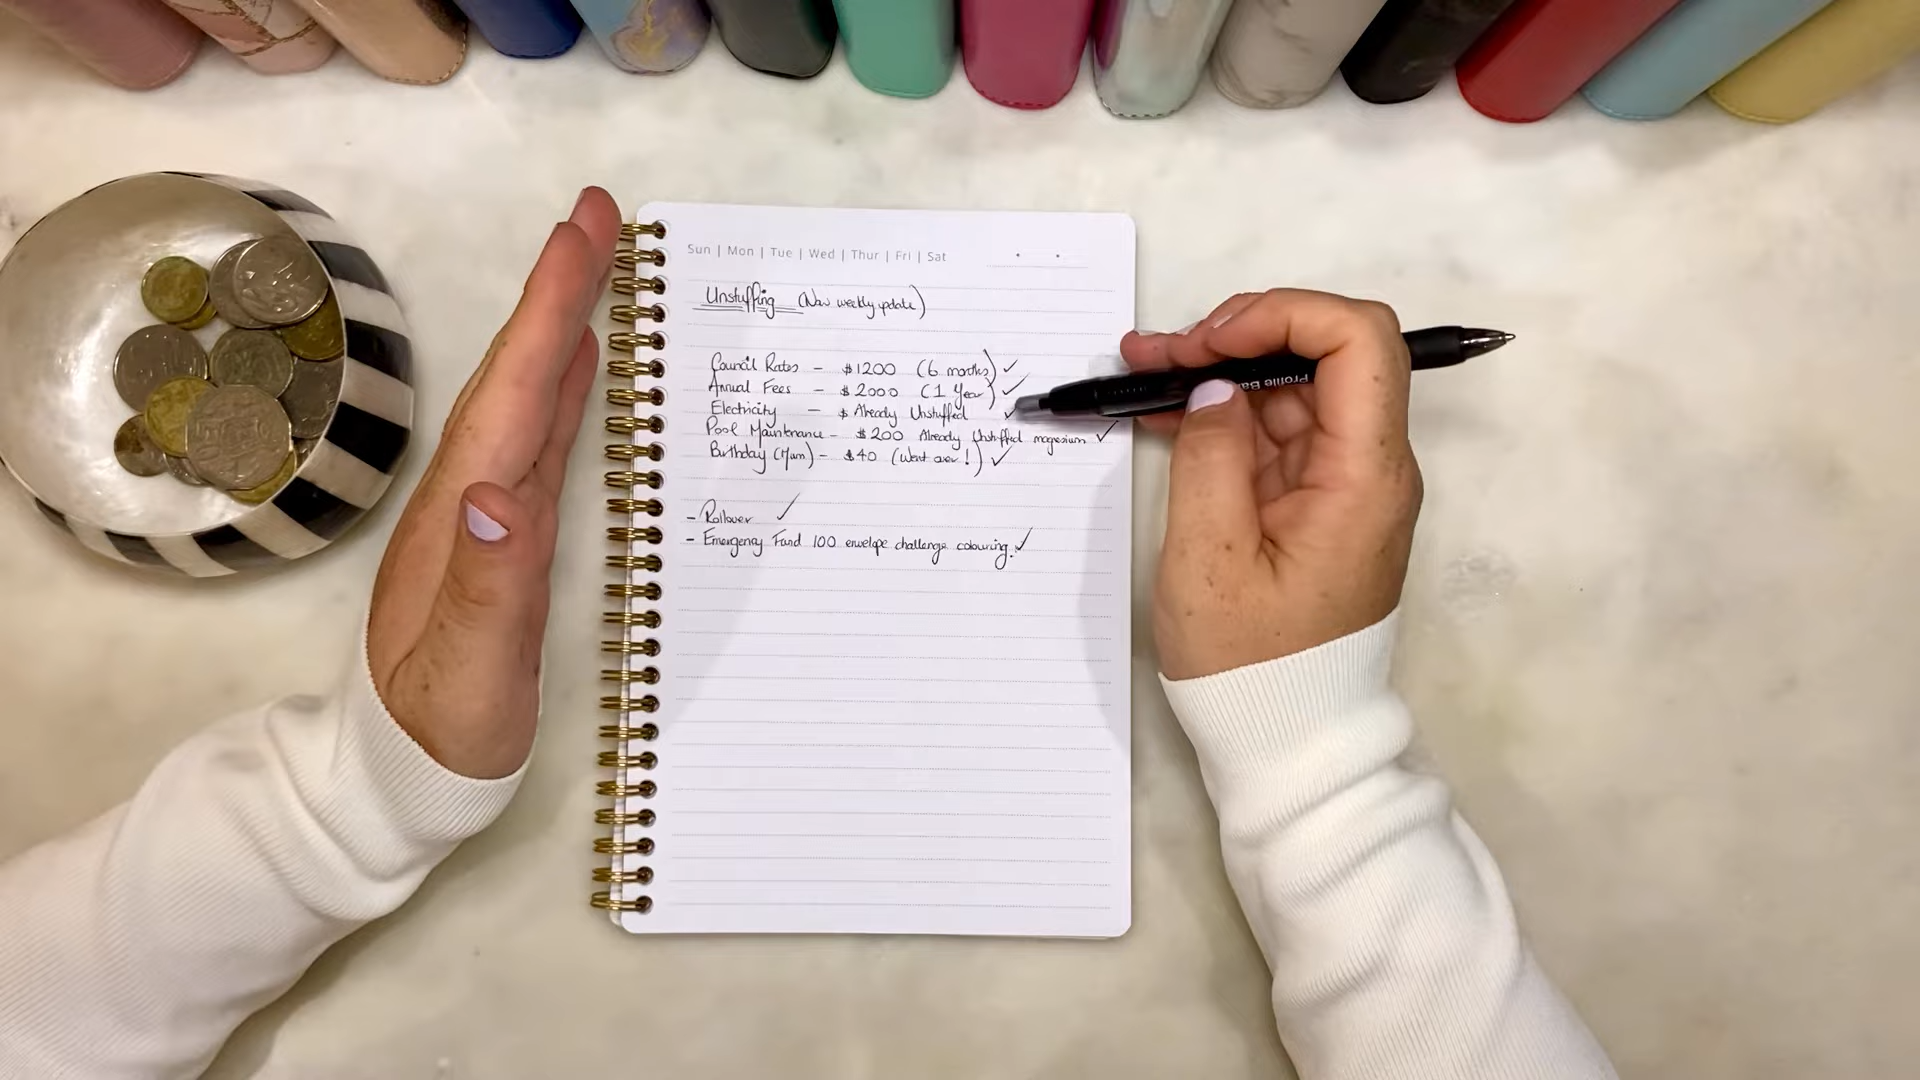 Sun | Mon | Tue | Wed | Thur | Fri | Sat
Unstuffing (Now weekly update)
Council Rates - $1200 (6 months) ✓
Annual Fees - $2000 (1 Year) ✓
Electricity - $ Already Unstuffed ✓
Pool Maintenance - $200 Already Unstuffed magnesium ✓
Birthday (Mum) - $40 (Went over!) ✓
- Rollover ✓
- Emergency Fund 100 envelope challenge colouring. ✓
Profile